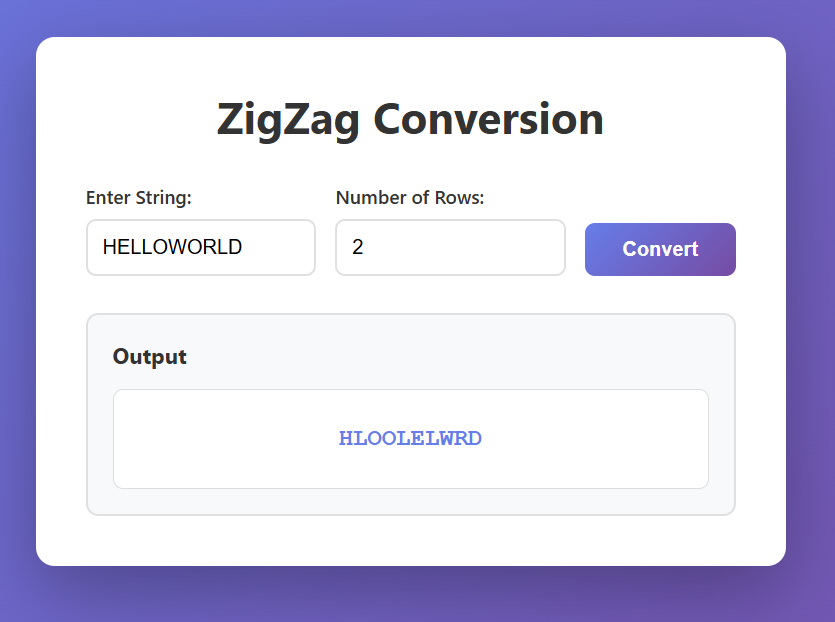 ZigZag Conversion
Enter String: Number of Rows:
HELLOWORLD 2 Convert
Output
HLOOLELWRD